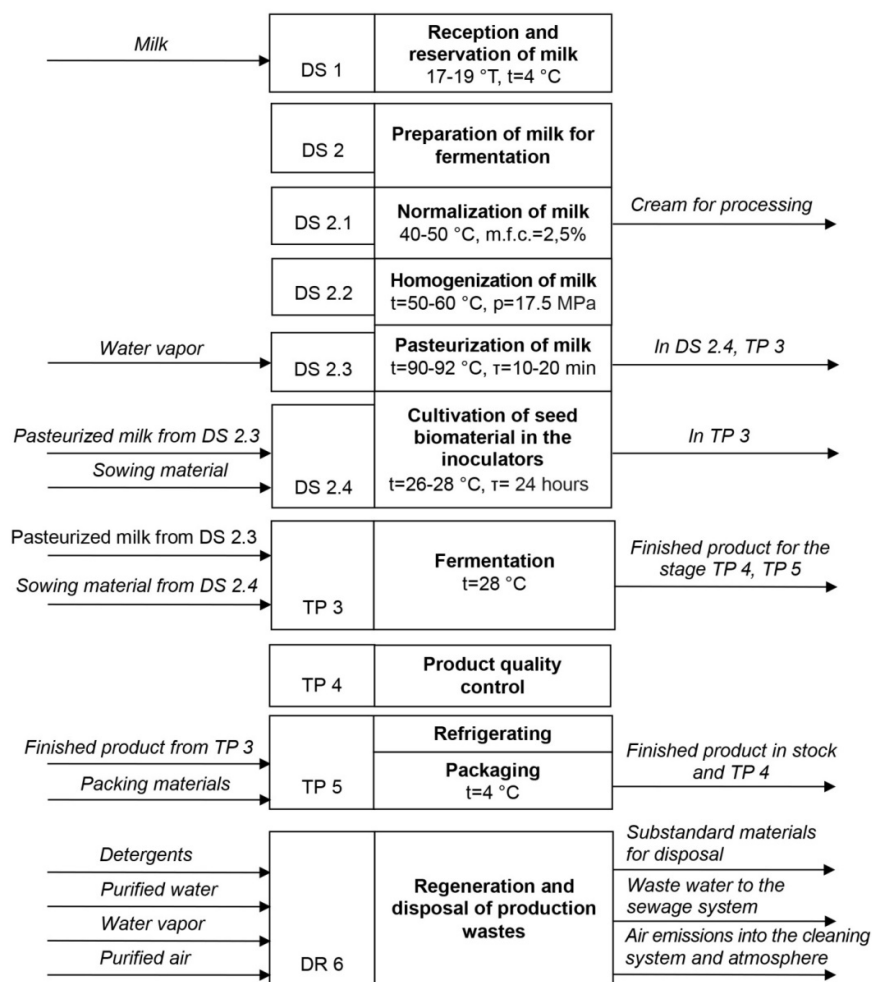 Milk
DS 1
Reception and
reservation of milk
17-19 °T, t=4 °C
DS 2
Preparation of milk for
fermentation
DS 2.1
Normalization of milk
40-50 °C, m.f.c.=2,5%
Cream for processing
DS 2.2
Homogenization of milk
t=50-60 °C, p=17.5 MPa
Water vapor
DS 2.3
Pasteurization of milk
t=90-92 °C, τ=10-20 min
In DS 2.4, TP 3
Pasteurized milk from DS 2.3
Sowing material
DS 2.4
Cultivation of seed
biomaterial in the
inoculators
t=26-28 °C, τ= 24 hours
In TP 3
Pasteurized milk from DS 2.3
Sowing material from DS 2.4
TP 3
Fermentation
t=28 °C
Finished product for the
stage TP 4, TP 5
TP 4
Product quality
control
Finished product from TP 3
Packing materials
TP 5
Refrigerating
Packaging
t=4 °C
Finished product in stock
and TP 4
Detergents
Purified water
Water vapor
Purified air
DR 6
Regeneration and
disposal of production
wastes
Substandard materials
for disposal
Waste water to the
sewage system
Air emissions into the cleaning
system and atmosphere